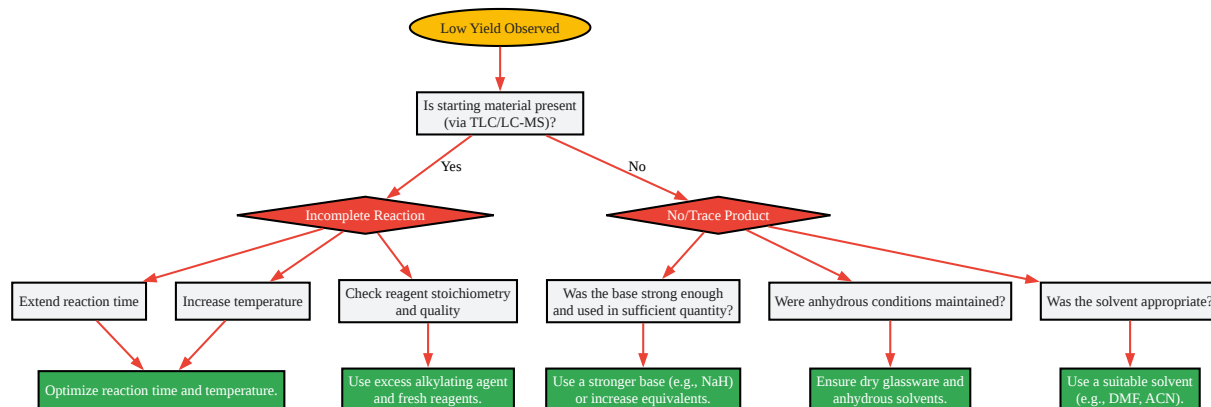 Low Yield Observed
Is starting material present
(via TLC/LC-MS)?
Yes
No
Incomplete Reaction
No/Trace Product
Extend reaction time
Increase temperature
Check reagent stoichiometry
and quality
Was the base strong enough
and used in sufficient quantity?
Were anhydrous conditions maintained?
Was the solvent appropriate?
Optimize reaction time and temperature.
Use excess alkylating agent
and fresh reagents.
Use a stronger base (e.g., NaH)
or increase equivalents.
Ensure dry glassware and
anhydrous solvents.
Use a suitable solvent
(e.g., DMF, ACN).